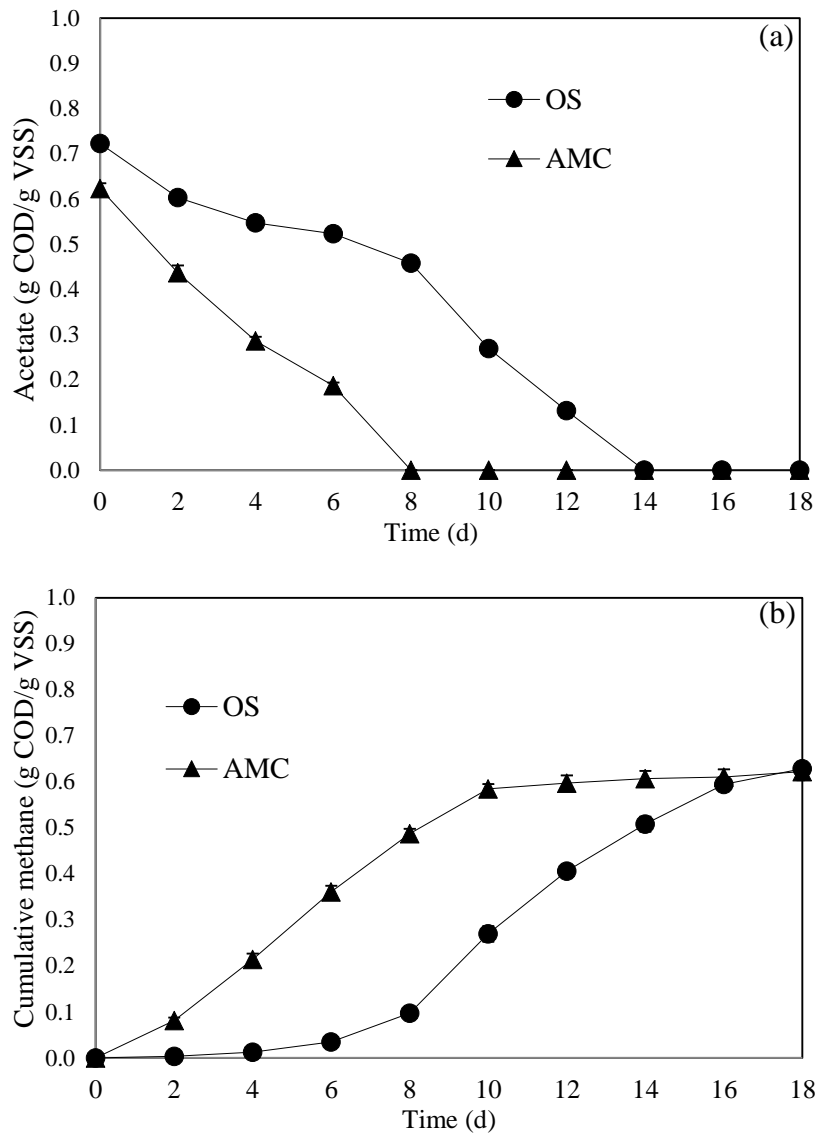 (a)
1.0
0.9
0.8
0.7
0.6
0.5
0.4
0.3
0.2
0.1
0.0
Acetate (g COD/g VSS)
OS
AMC
0 2 4 6 8 10 12 14 16 18
Time (d)
(b)
1.0
0.9
0.8
0.7
0.6
0.5
0.4
0.3
0.2
0.1
0.0
Cumulative methane (g COD/g VSS)
OS
AMC
0 2 4 6 8 10 12 14 16 18
Time (d)